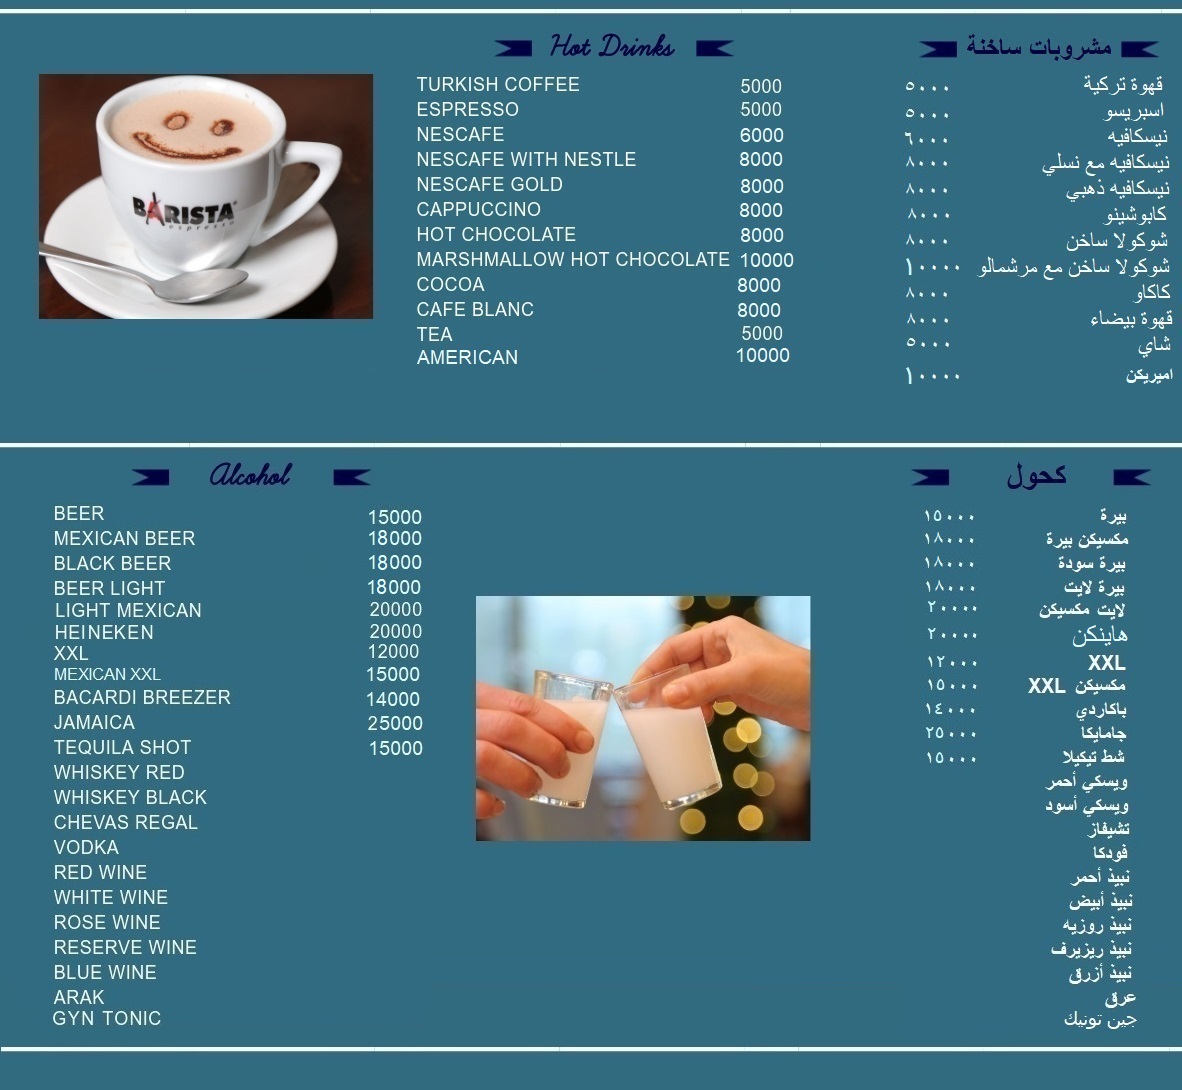 Hot Drinks مشروبات ساخنة
BARISTA
espresso
TURKISH COFFEE 5000 قهوة تركية ٥٠٠٠
ESPRESSO 5000 اسبريسو ٥٠٠٠
NESCAFE 6000 نيسكافيه ٦٠٠٠
NESCAFE WITH NESTLE 8000 نيسكافيه مع نسلي ٨٠٠٠
NESCAFE GOLD 8000 نيسكافيه ذهبي ٨٠٠٠
CAPPUCCINO 8000 كابوشينو ٨٠٠٠
HOT CHOCOLATE 8000 شوكولا ساخن ٨٠٠٠
MARSHMALLOW HOT CHOCOLATE 10000 شوكولا ساخن مع مرشمالو ١٠٠٠٠
COCOA 8000 كاكاو ٨٠٠٠
CAFE BLANC 8000 قهوة بيضاء ٨٠٠٠
TEA 5000 شاي ٥٠٠٠
AMERICAN 10000 اميريكن ١٠٠٠٠
Alcohol كحول
BEER 15000 بيرة ١٥٠٠٠
MEXICAN BEER 18000 مكسيكن بيرة ١٨٠٠٠
BLACK BEER 18000 بيرة سودة ١٨٠٠٠
BEER LIGHT 18000 بيرة لايت ١٨٠٠٠
LIGHT MEXICAN 20000 لايت مكسيكن ٢٠٠٠٠
HEINEKEN 20000 هاينكن ٢٠٠٠٠
XXL 12000 XXL ١٢٠٠٠
MEXICAN XXL 15000 مكسيكن XXL ١٥٠٠٠
BACARDI BREEZER 14000 باكاردي ١٤٠٠٠
JAMAICA 25000 جامايكا ٢٥٠٠٠
TEQUILA SHOT 15000 شط تيكيلا ١٥٠٠٠
WHISKEY RED ويسكي أحمر
WHISKEY BLACK ويسكي أسود
CHEVAS REGAL تشيفاز
VODKA فودكا
RED WINE نبيذ أحمر
WHITE WINE نبيذ أبيض
ROSE WINE نبيذ روزيه
RESERVE WINE نبيذ ريزيرف
BLUE WINE نبيذ أزرق
ARAK عرق
GYN TONIC جين تونيك